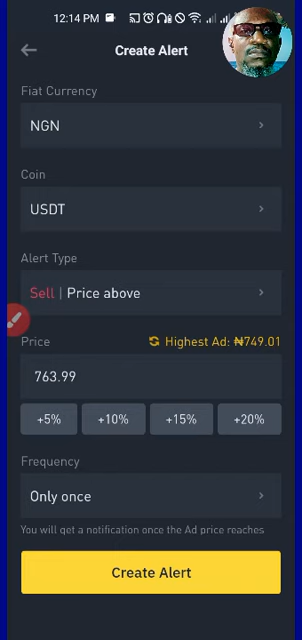 12:14 PM
Create Alert
Fiat Currency
NGN
Coin
USDT
Alert Type
Sell | Price above
Price
Highest Ad: ₦749.01
763.99
+5%
+10%
+15%
+20%
Frequency
Only once
You will get a notification once the Ad price reaches
Create Alert